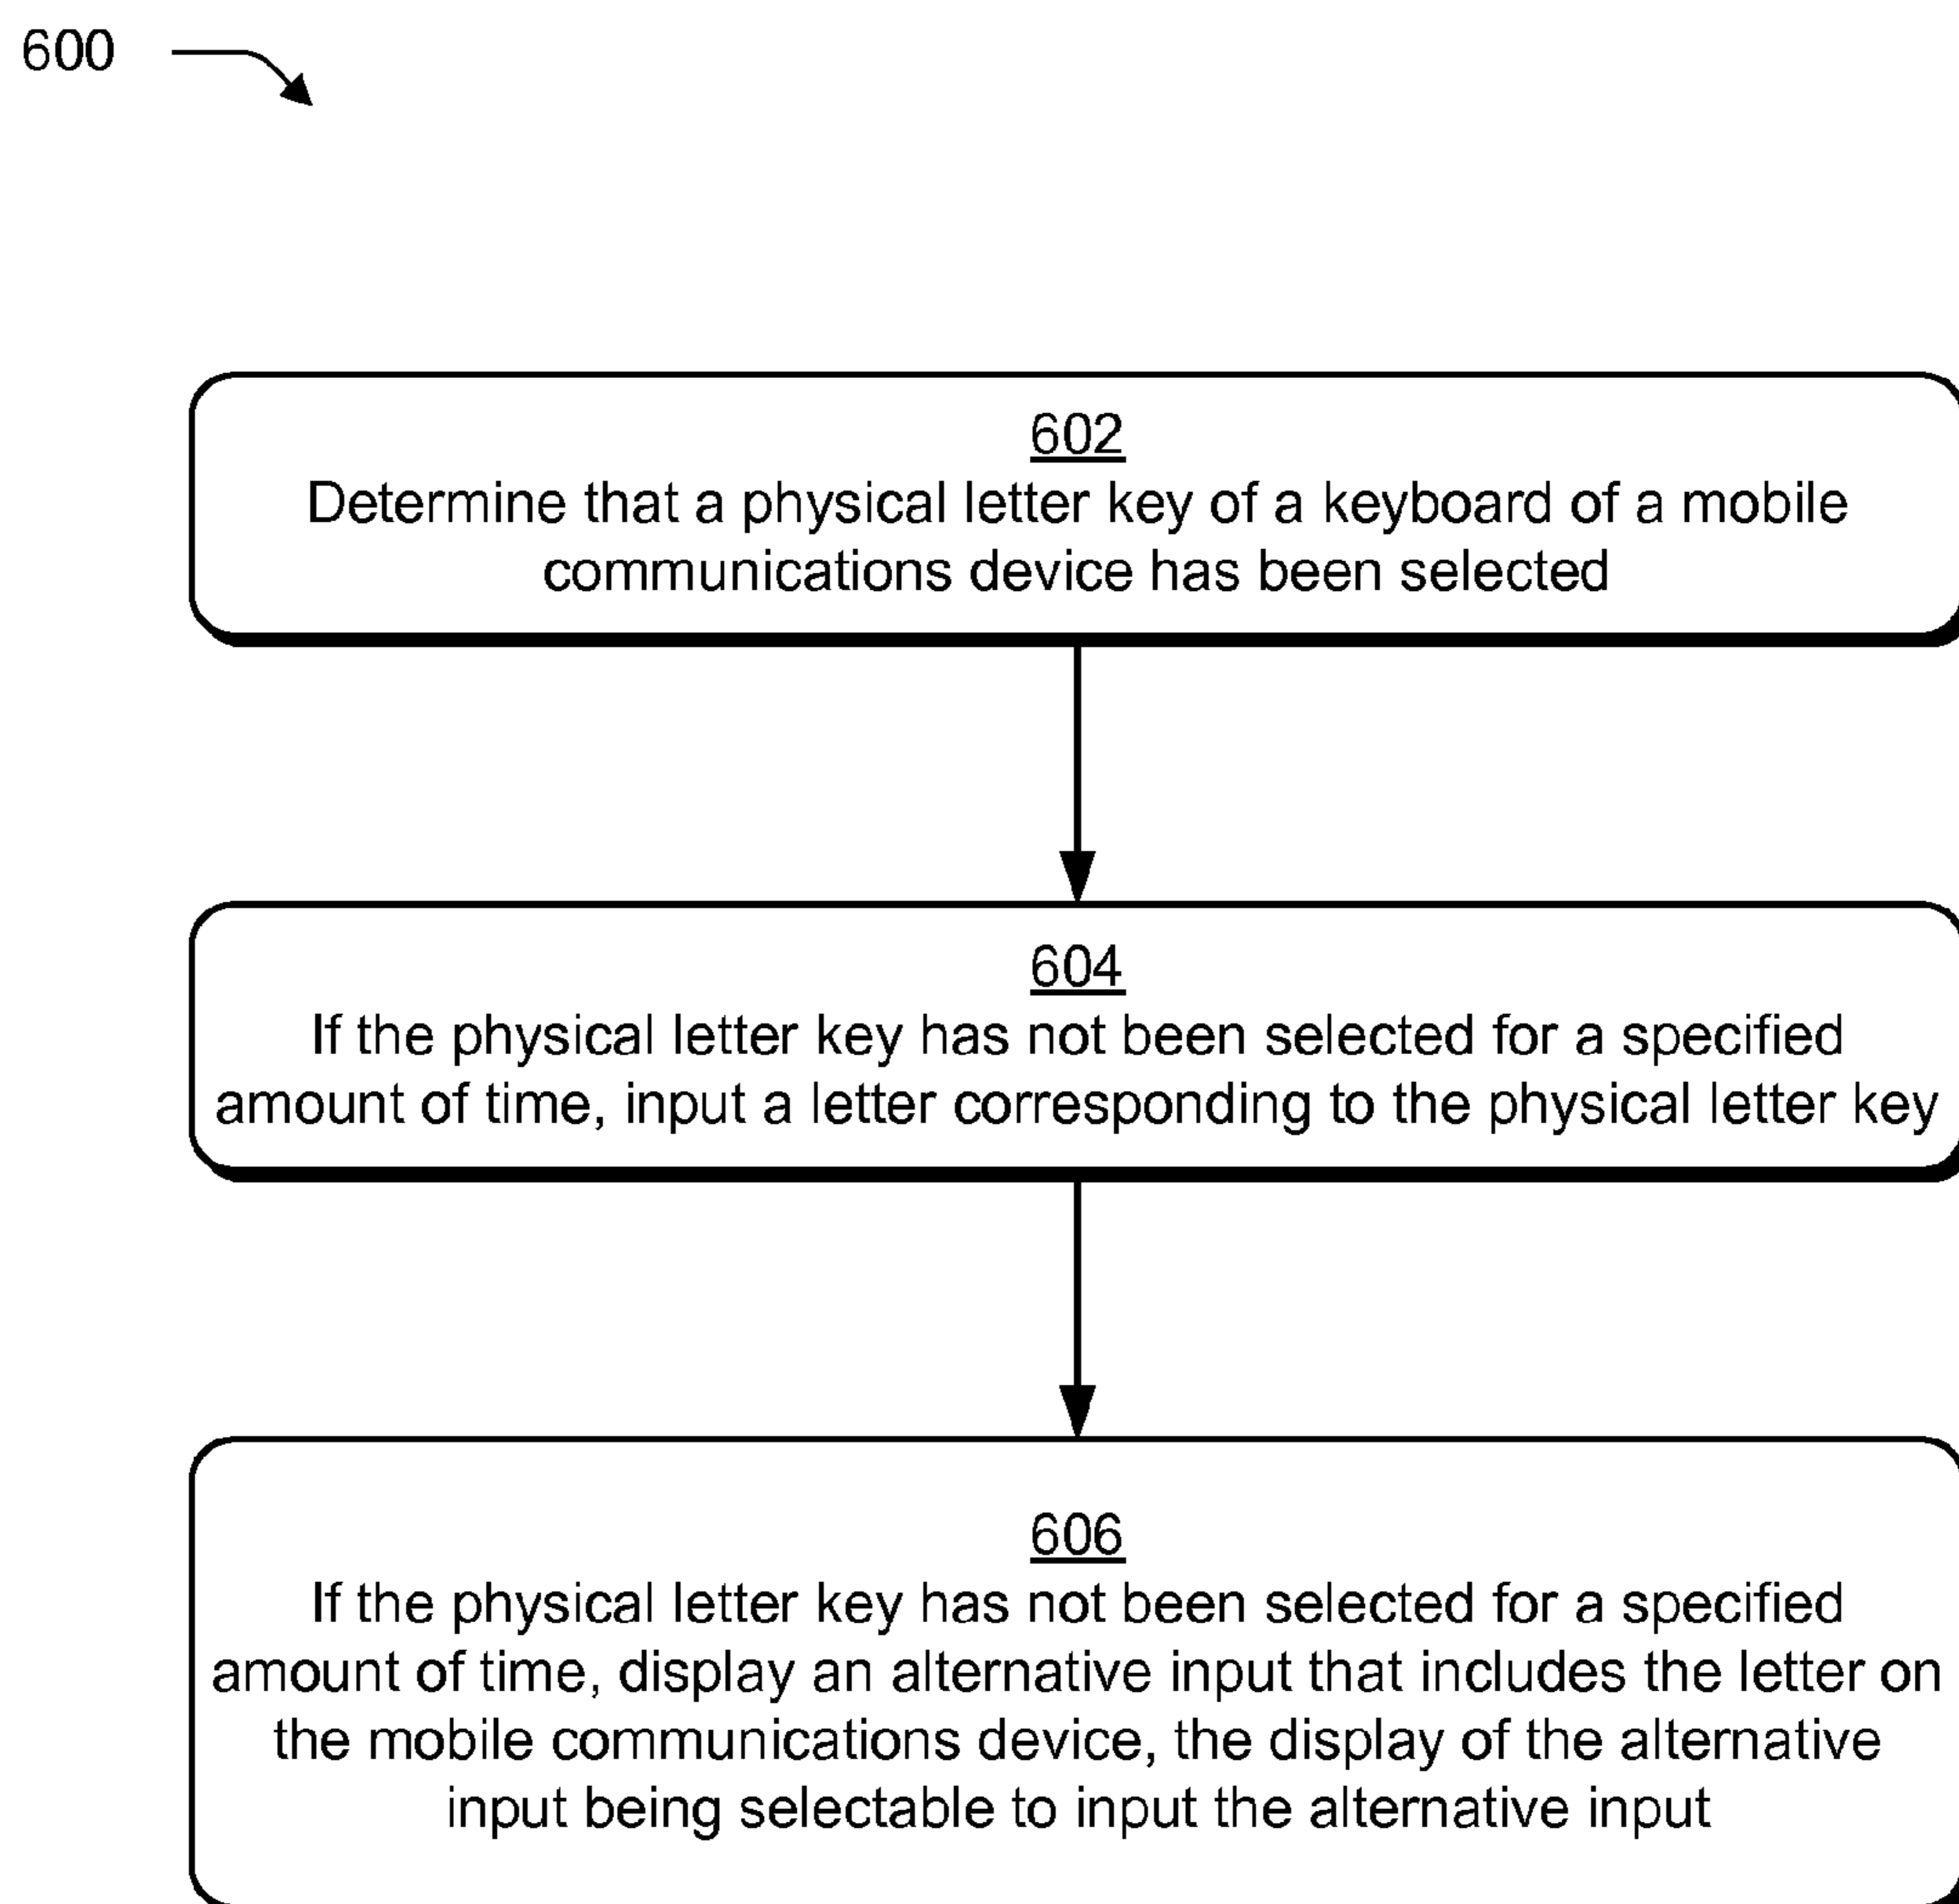 600
602
Determine that a physical letter key of a keyboard of a mobile
communications device has been selected
604
If the physical letter key has not been selected for a specified
amount of time, input a letter corresponding to the physical letter key
606
If the physical letter key has not been selected for a specified
amount of time, display an alternative input that includes the letter on
the mobile communications device, the display of the alternative
input being selectable to input the alternative input